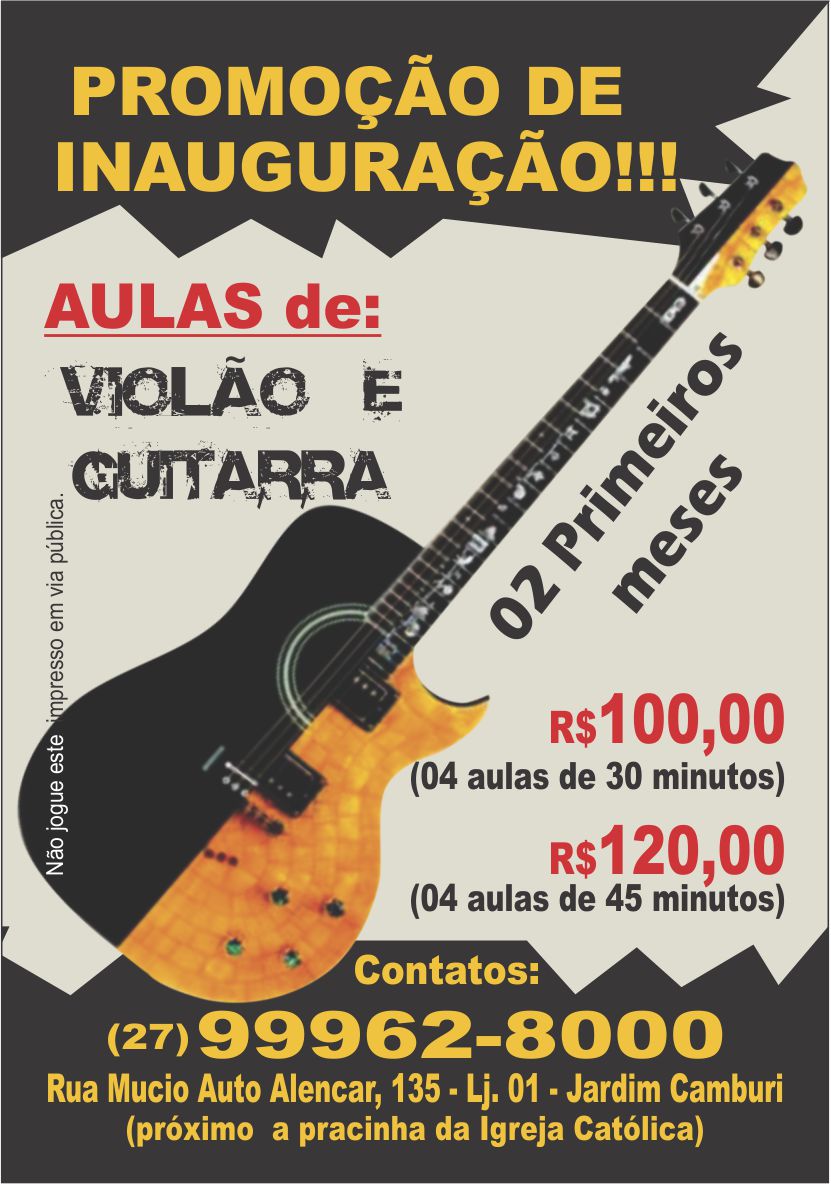 PROMOÇÃO DE
INAUGURAÇÃO!!!
AULAS de:
VIOLÃO E
GUITARRA
02 Primeiros
meses
Não jogue este impresso em via pública.
R$100,00
(04 aulas de 30 minutos)
R$120,00
(04 aulas de 45 minutos)
Contatos:
(27) 99962-8000
Rua Mucio Auto Alencar, 135 - Lj. 01 - Jardim Camburi
(próximo a pracinha da Igreja Católica)